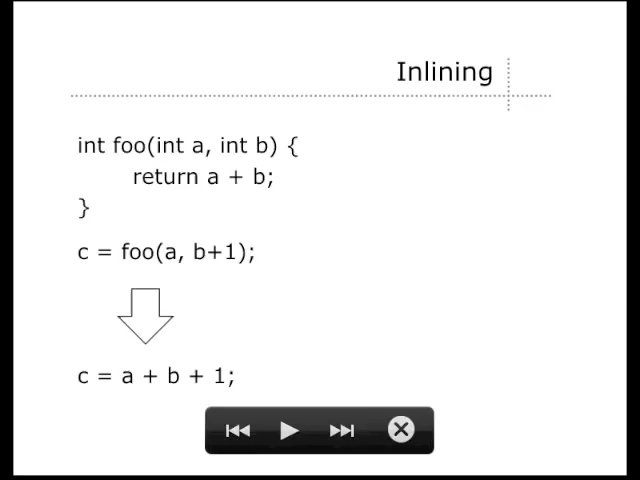 Inlining
int foo(int a, int b) {
return a + b;
}
c = foo(a, b+1);
c = a + b + 1;